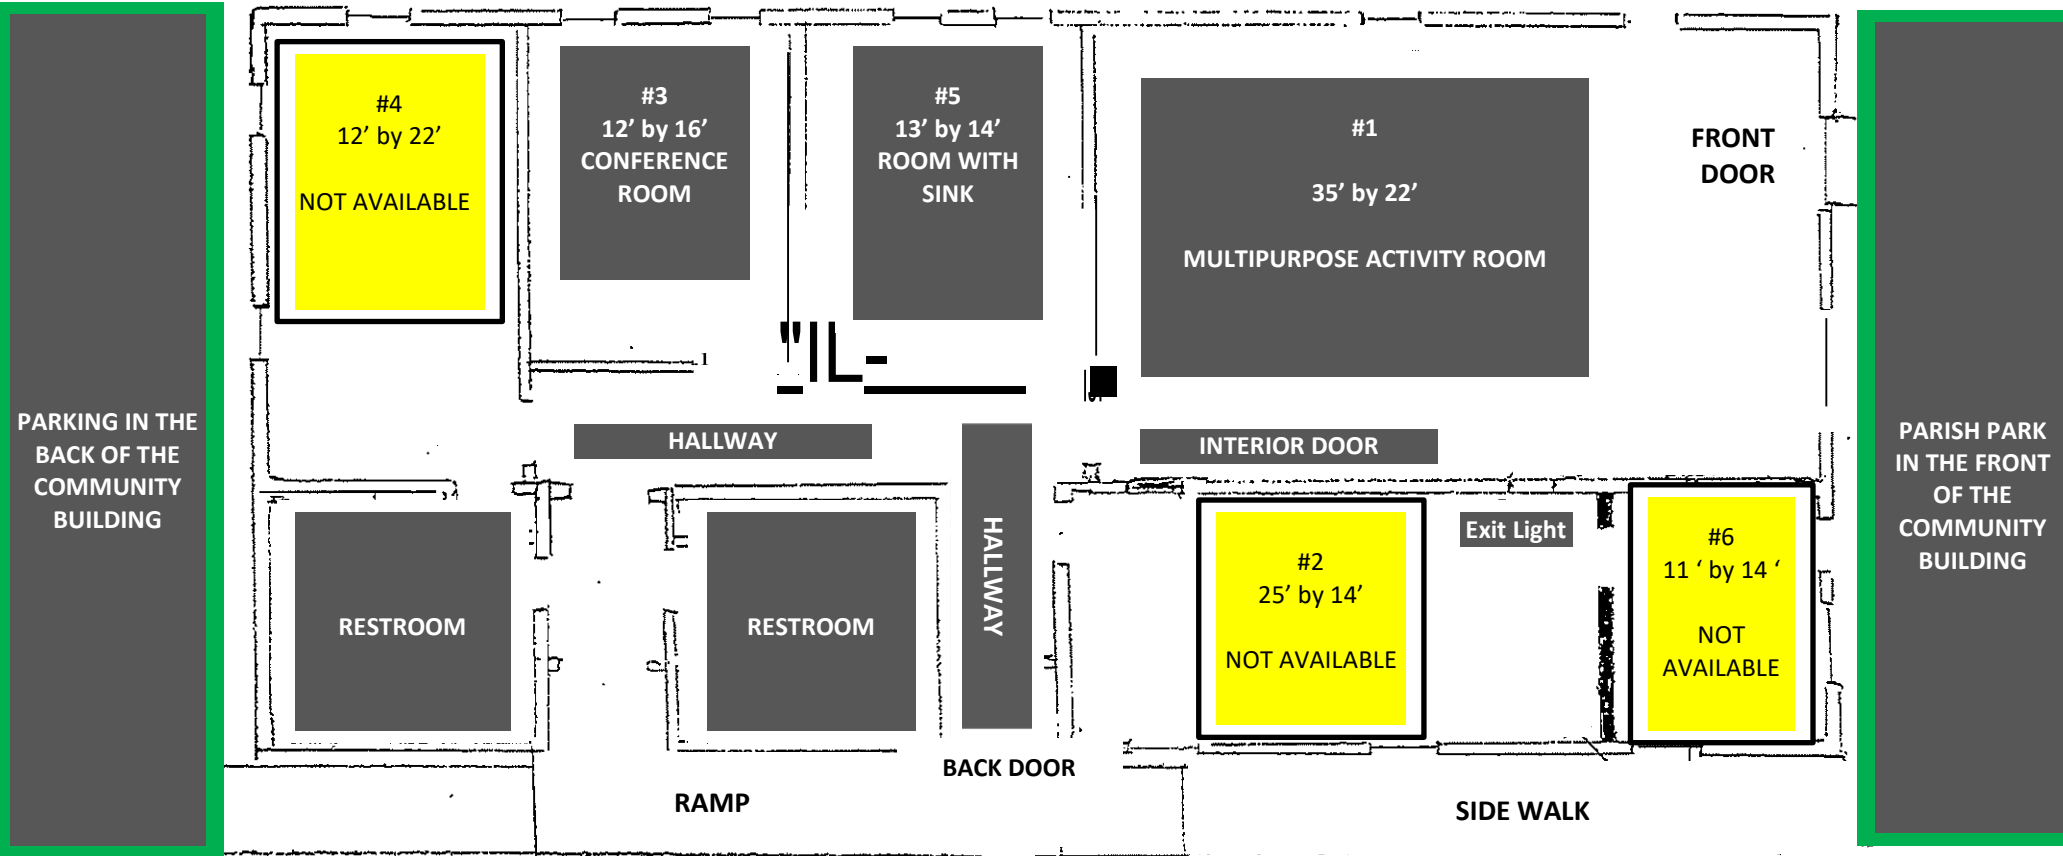 #4
12’ by 22’
NOT AVAILABLE
#3
12’ by 16’
CONFERENCE
ROOM
#5
13’ by 14’
ROOM WITH
SINK
#1
35’ by 22’
MULTIPURPOSE ACTIVITY ROOM
FRONT
DOOR
PARKING IN THE
BACK OF THE
COMMUNITY
BUILDING
HALLWAY
INTERIOR DOOR
PARISH PARK
IN THE FRONT
OF THE
COMMUNITY
BUILDING
RESTROOM
RESTROOM
HALLWAY
#2
25’ by 14’
NOT AVAILABLE
Exit Light
#6
11 ‘ by 14 ‘
NOT
AVAILABLE
BACK DOOR
RAMP
SIDE WALK